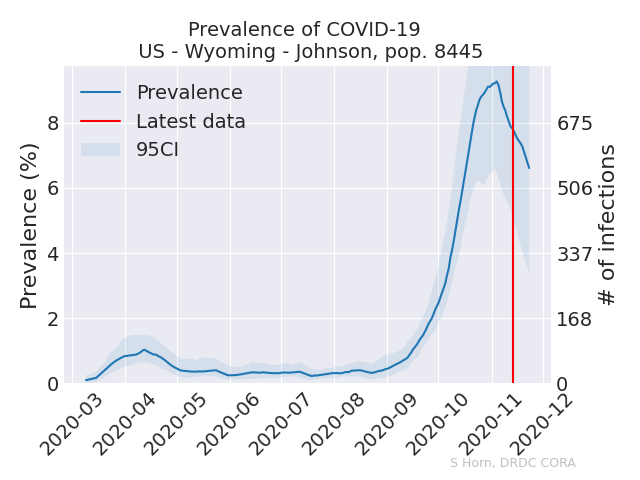 Prevalence of COVID-19
US - Wyoming - Johnson, pop. 8445
Prevalence
Latest data
95CI
Prevalence (%)
8
6
4
2
0
675
506
337
168
0
# of infections
2020-03
2020-04
2020-05
2020-06
2020-07
2020-08
2020-09
2020-10
2020-11
2020-12
S Horn, DRDC CORA